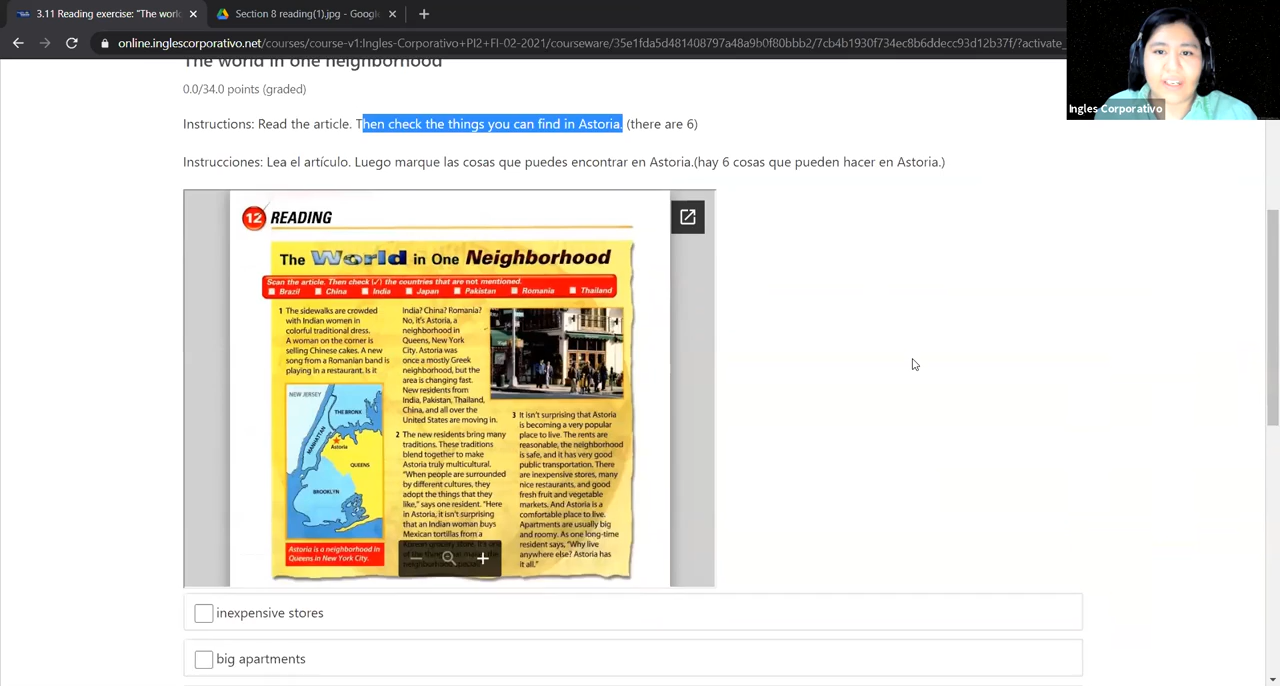 3.11 Reading exercise: "The work
Section 8 reading(1).jpg - Google
online.inglescorporativo.net/courses/course-v1:Ingles-Corporativo+PI2+FI-02-2021/courseware/35e1fda5d481408797a48a9b0f80bbb2/7cb4b1930f734ec8b6ddecc93d12b37f/?activate_
Ingles Corporativo
The world in one neighborhood
0.0/34.0 points (graded)
Instructions: Read the article. Then check the things you can find in Astoria. (there are 6)
Instrucciones: Lea el artículo. Luego marque las cosas que puedes encontrar en Astoria.(hay 6 cosas que pueden hacer en Astoria.)
12 READING
The World in One Neighborhood
Scan the article. Then check (✓) the countries that are not mentioned.
Brazil China India Japan Pakistan Romania Thailand
1 The sidewalks are crowded
with Indian women in
colorful traditional dress.
A woman on the corner is
selling Chinese cakes. A new
song from a Romanian band is
playing in a restaurant. Is it
India? China? Romania?
No, it's Astoria, a
neighborhood in
Queens, New York
City. Astoria was
once a mostly Greek
neighborhood, but the
area is changing fast.
New residents from
India, Pakistan, Thailand,
China, and all over the
United States are moving in.
2 The new residents bring many
traditions. These traditions
blend together to make
Astoria truly multicultural.
"When people are surrounded
by different cultures, they
adopt the things that they
like," says one resident. "Here
in Astoria, it isn't surprising
that an Indian woman buys
Mexican tortillas from a
3 It isn't surprising that Astoria
is becoming a very popular
place to live. The rents are
reasonable, the neighborhood
is safe, and it has very good
public transportation. There
are inexpensive stores, many
nice restaurants, and good
fresh fruit and vegetable
markets. And Astoria is a
comfortable place to live.
Apartments are usually big
and roomy. As one long-time
resident says, "Why live
anywhere else? Astoria has
it all."
NEW JERSEY
THE BRONX
MANHATTAN
Astoria
QUEENS
BROOKLYN
Astoria is a neighborhood in
Queens in New York City.
inexpensive stores
big apartments